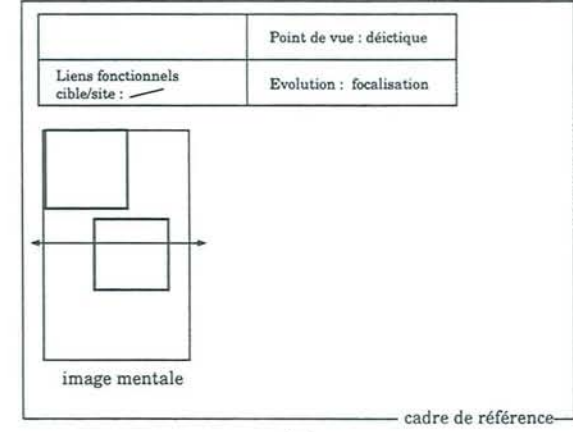 Point de vue : déictique
Liens fonctionnels
cible/site :
Evolution : focalisation
image mentale
cadre de référence